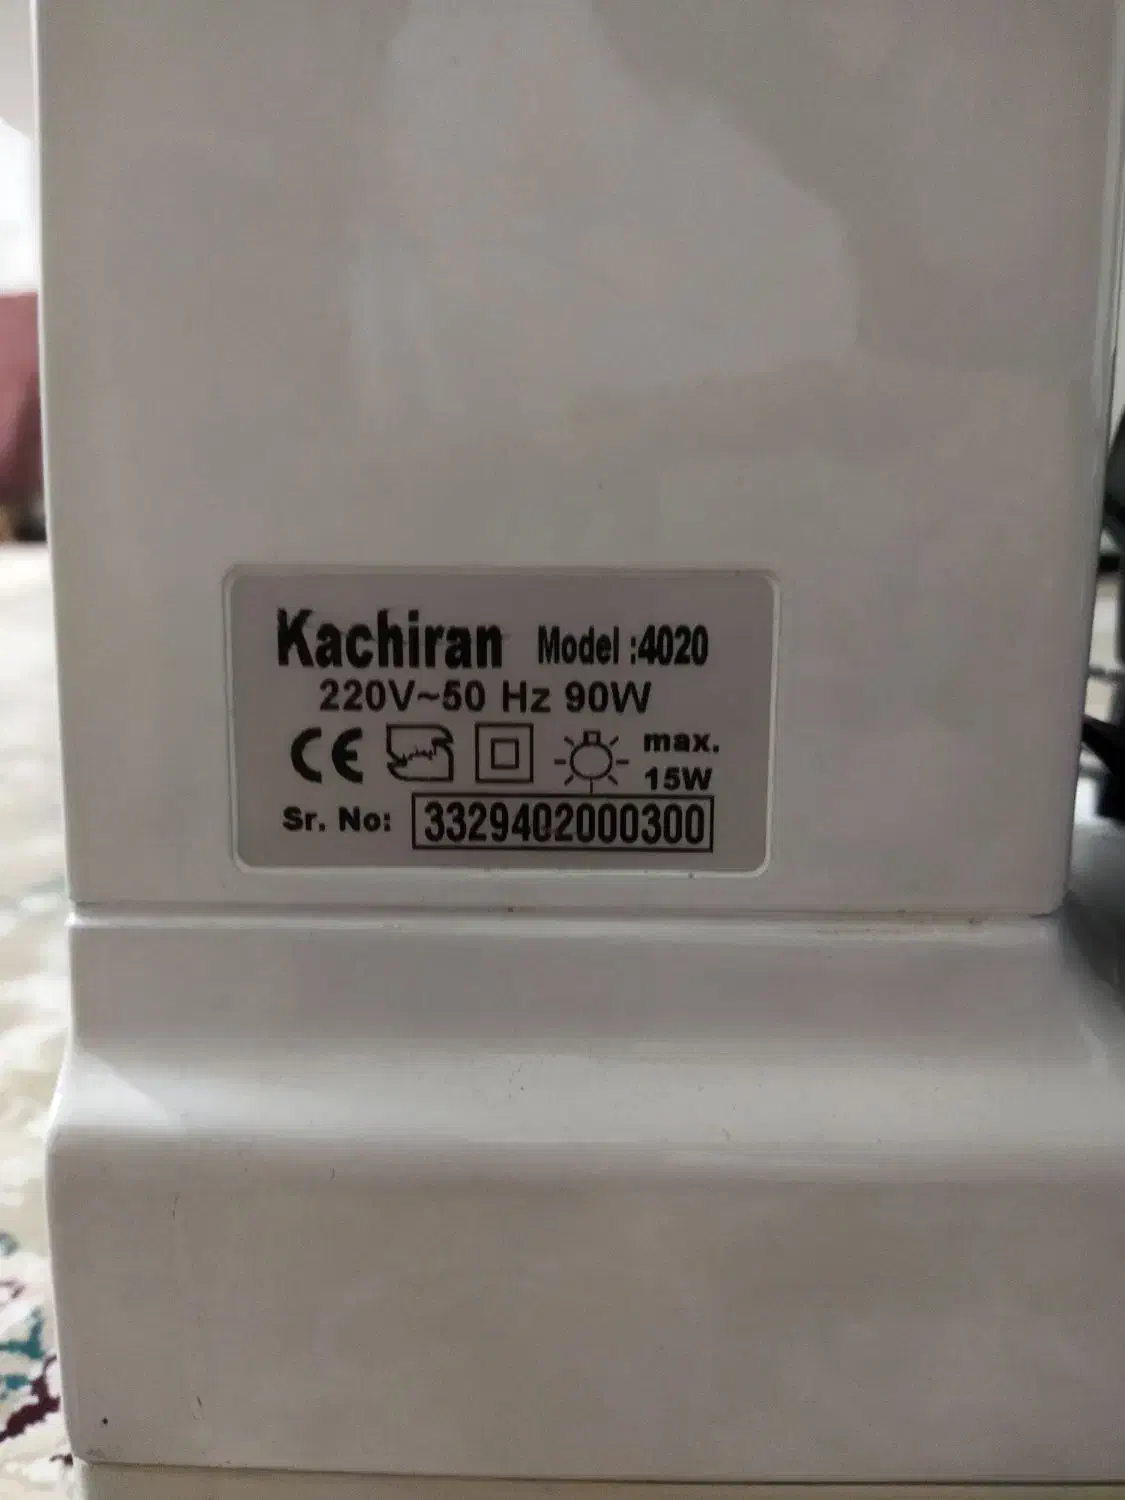 Kachiran Model :4020
220V~50 Hz 90W
CE max. 15W
Sr. No: 3329402000300